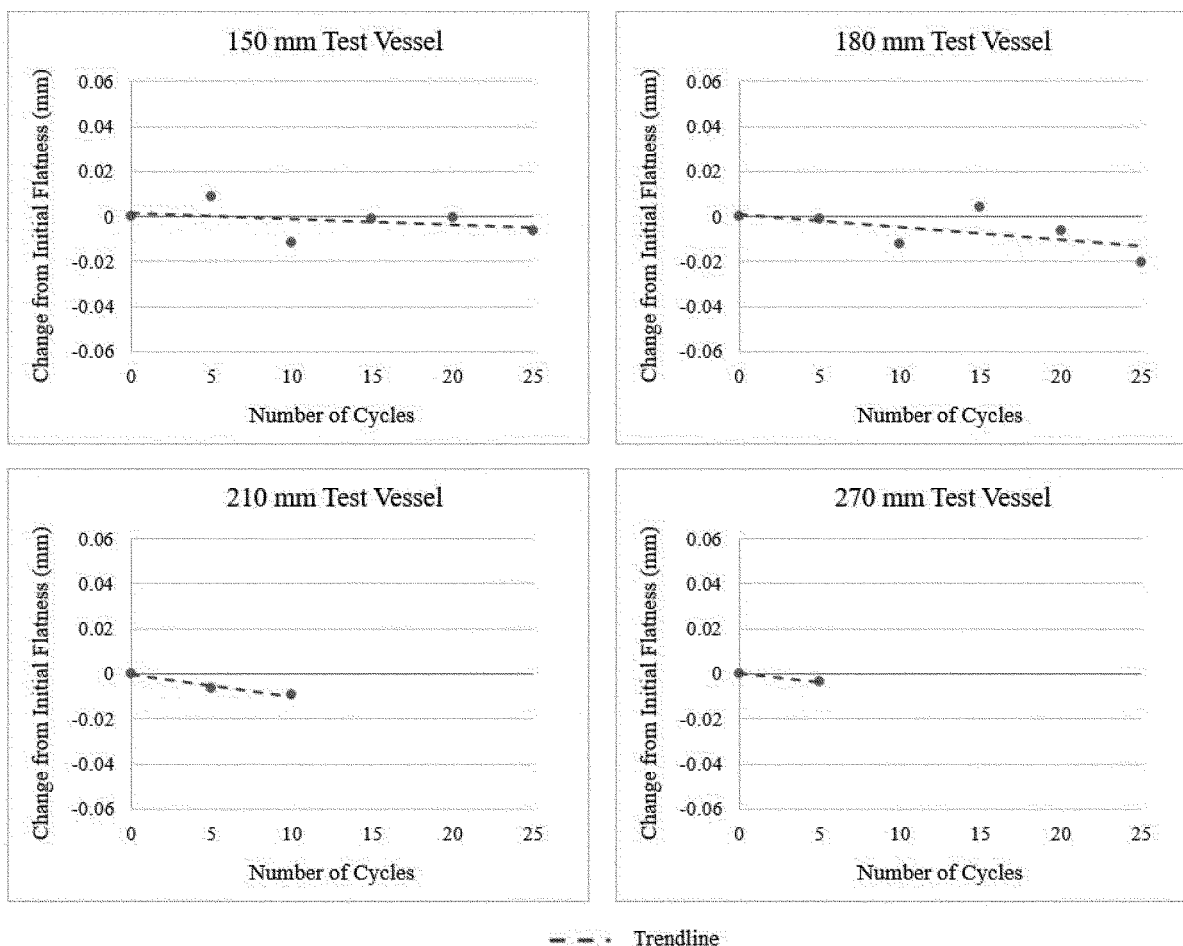 150 mm Test Vessel
Change from Initial Flatness (mm)
0.06
0.04
0.02
0
-0.02
-0.04
-0.06
0 5 10 15 20 25
Number of Cycles
180 mm Test Vessel
Change from Initial Flatness (mm)
0.06
0.04
0.02
0
-0.02
-0.04
-0.06
0 5 10 15 20 25
Number of Cycles
210 mm Test Vessel
Change from Initial Flatness (mm)
0.06
0.04
0.02
0
-0.02
-0.04
-0.06
0 5 10 15 20 25
Number of Cycles
270 mm Test Vessel
Change from Initial Flatness (mm)
0.06
0.04
0.02
0
-0.02
-0.04
-0.06
0 5 10 15 20 25
Number of Cycles
Trendline